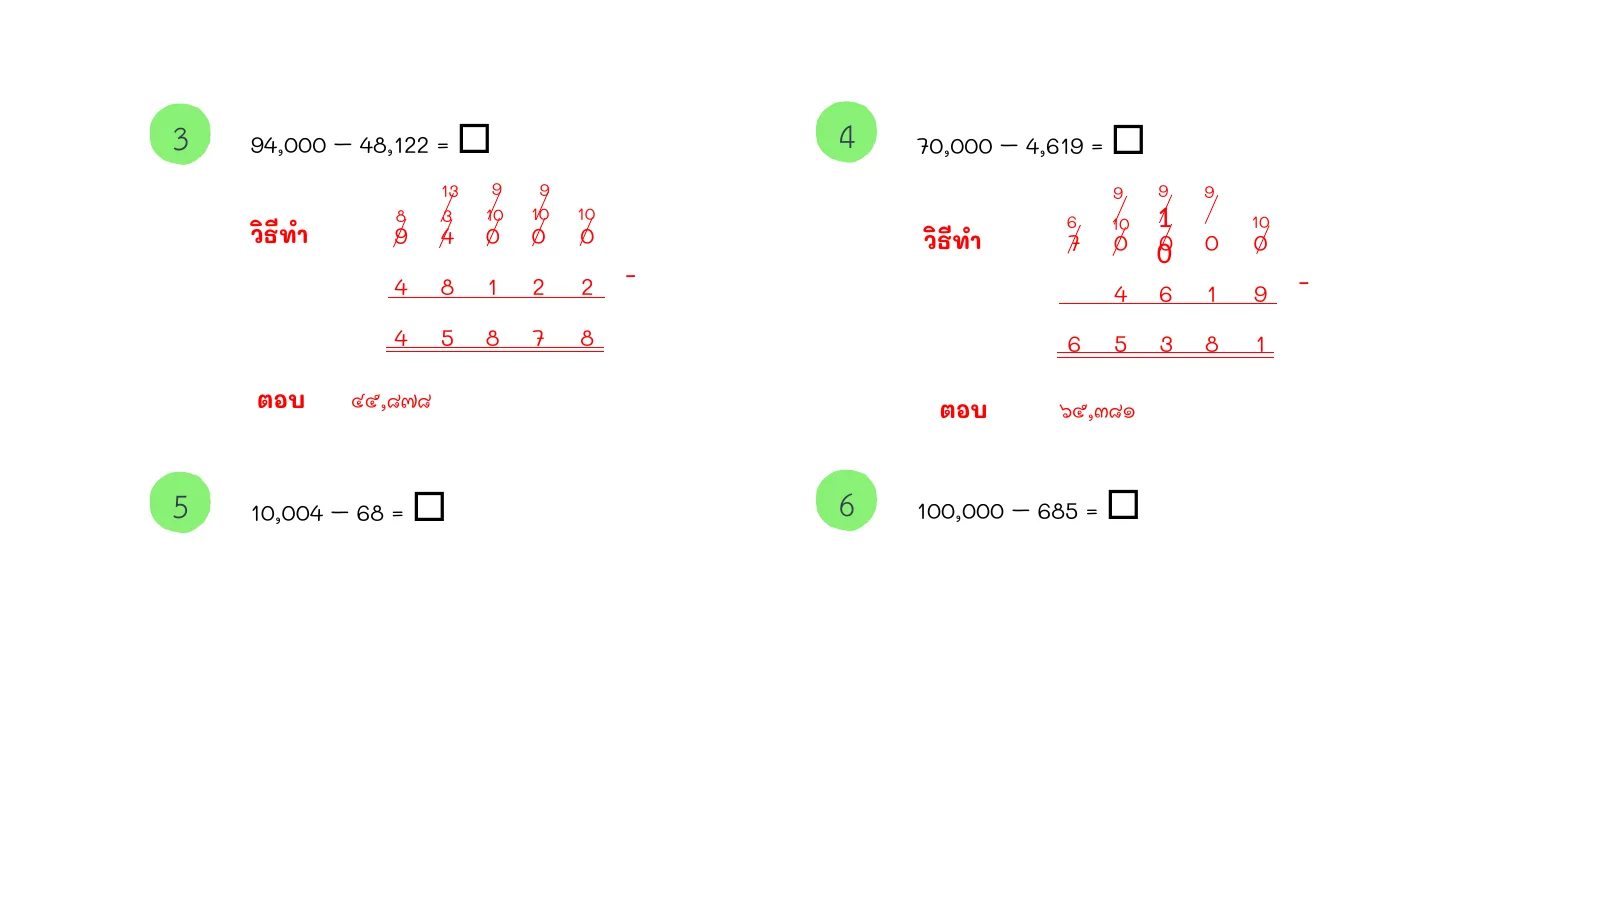 3
94,000 – 48,122 = □
13 9 9
8 3 10 10 10
วิธีทำ 9 4 0 0 0
-
4 8 1 2 2
4 5 8 7 8
ตอบ ๔๕,๘๗๘
4
70,000 – 4,619 = □
9 9 9
6 10 10 10
วิธีทำ 7 0 0 0 0
-
4 6 1 9
6 5 3 8 1
ตอบ ๖๕,๓๘๑
5
10,004 – 68 = □
6
100,000 – 685 = □